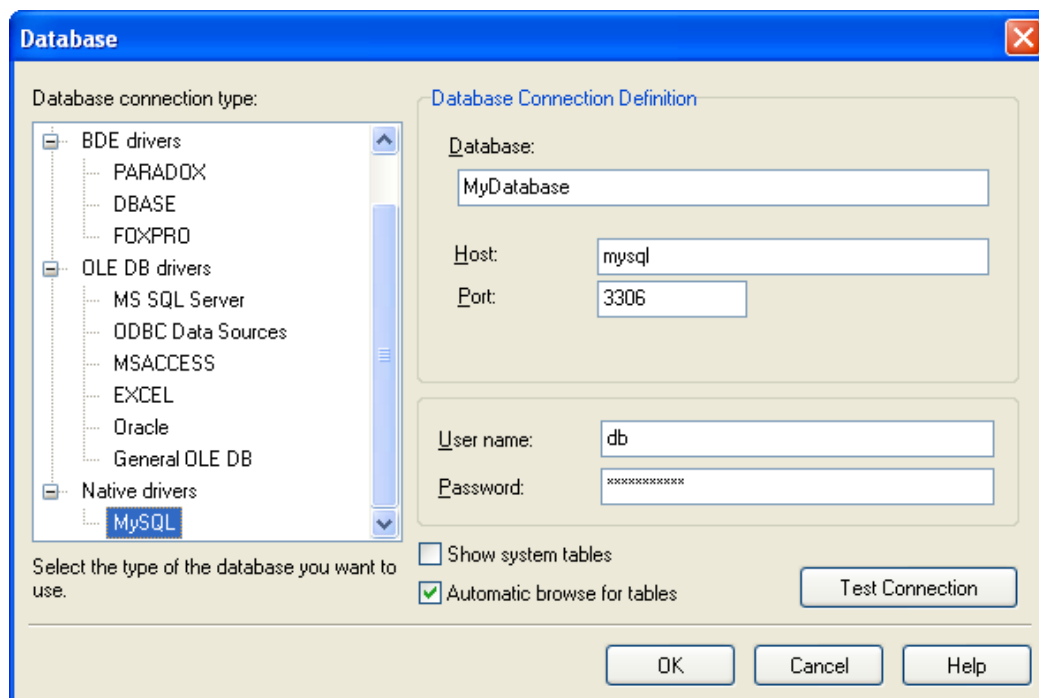 Database
Database connection type:
BDE drivers
PARADOX
DBASE
FOXPRO
OLE DB drivers
MS SQL Server
ODBC Data Sources
MSACCESS
EXCEL
Oracle
General OLE DB
Native drivers
MySQL
Select the type of the database you want to
use.
Database Connection Definition
Database:
MyDatabase
Host:
mysql
Port:
3306
User name:
db
Password:
***********
Show system tables
Automatic browse for tables
Test Connection
OK
Cancel
Help